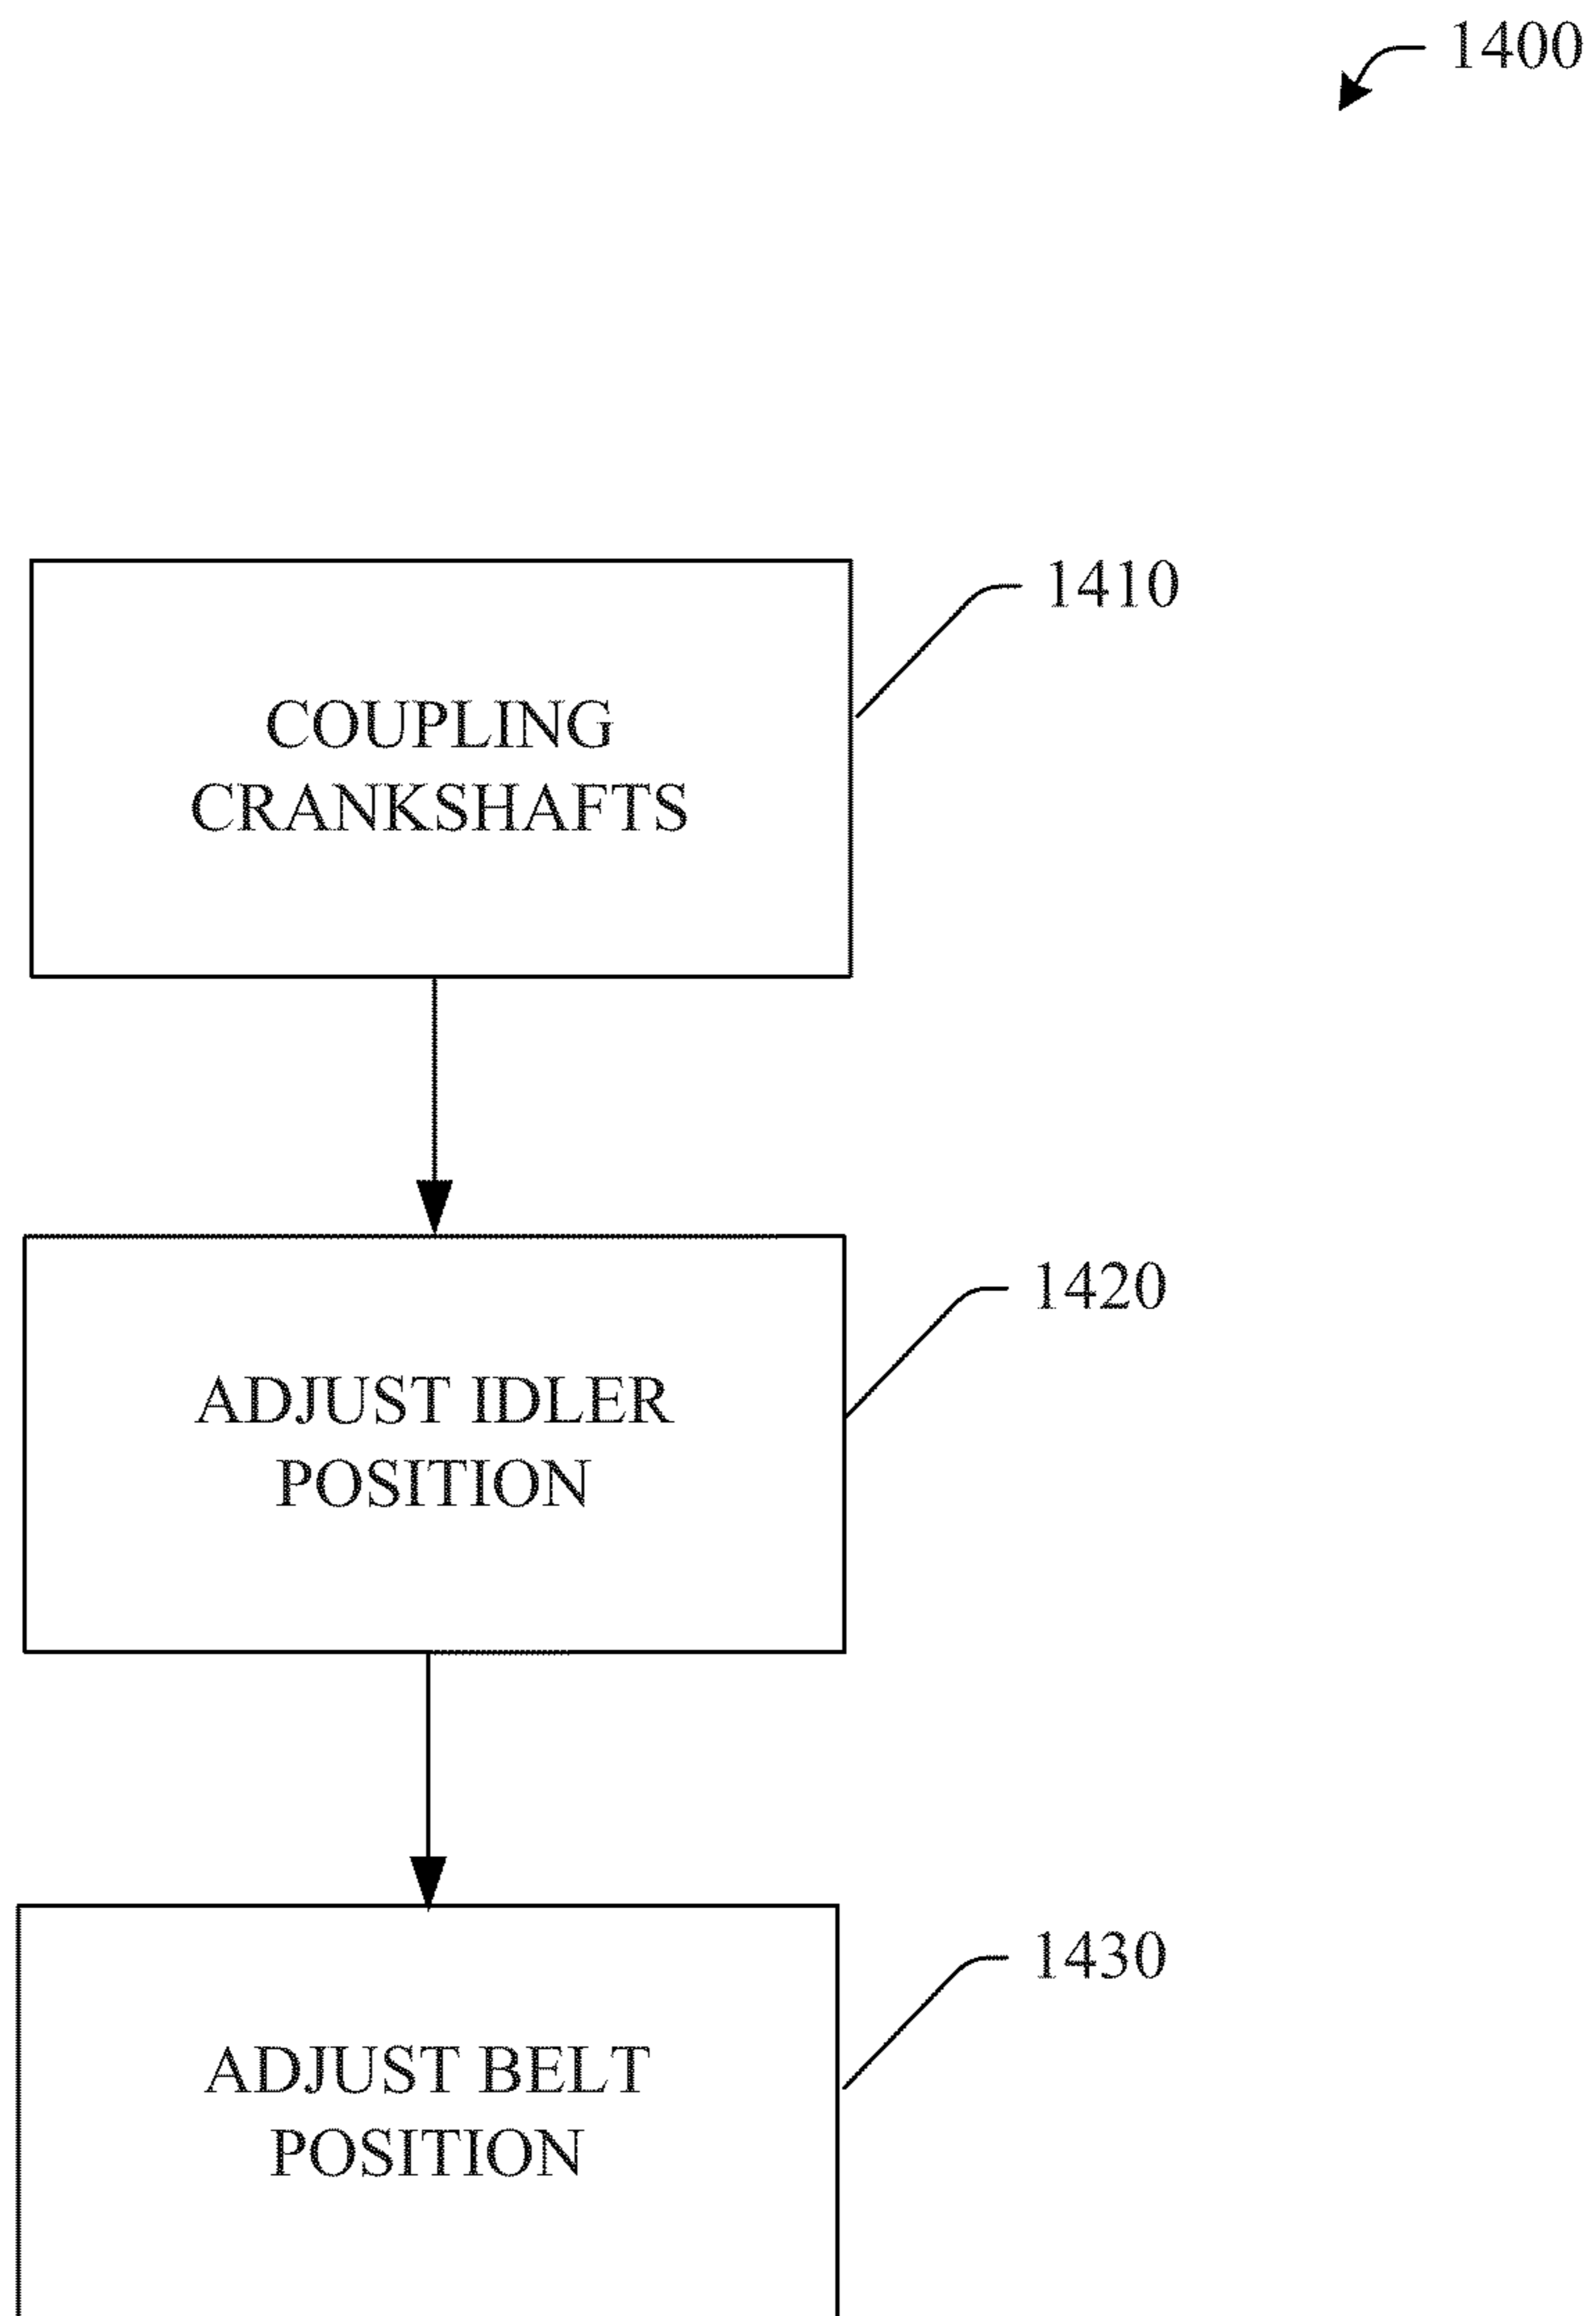 1400
1410
COUPLING
CRANKSHAFTS
1420
ADJUST IDLER
POSITION
1430
ADJUST BELT
POSITION